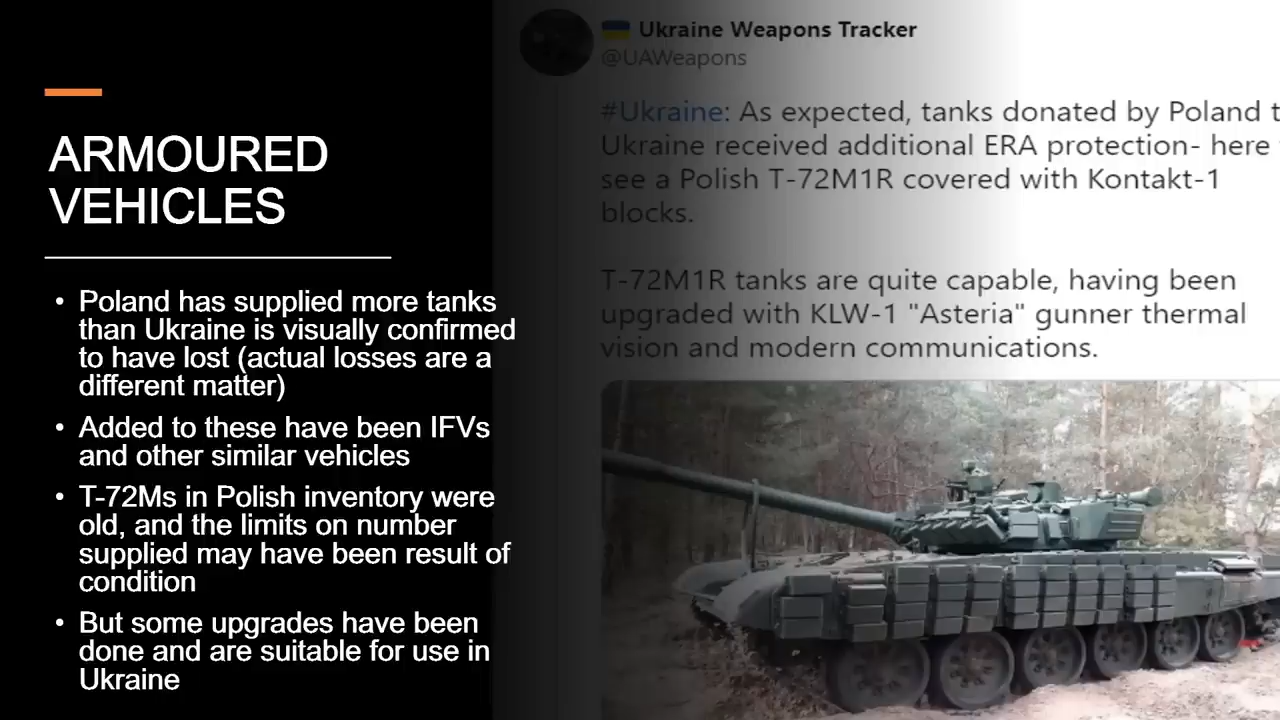 ARMOURED
VEHICLES
• Poland has supplied more tanks
than Ukraine is visually confirmed
to have lost (actual losses are a
different matter)
• Added to these have been IFVs
and other similar vehicles
• T-72Ms in Polish inventory were
old, and the limits on number
supplied may have been result of
condition
• But some upgrades have been
done and are suitable for use in
Ukraine
Ukraine Weapons Tracker
@UAWeapons
#Ukraine: As expected, tanks donated by Poland t
Ukraine received additional ERA protection- here
see a Polish T-72M1R covered with Kontakt-1
blocks.
T-72M1R tanks are quite capable, having been
upgraded with KLW-1 "Asteria" gunner thermal
vision and modern communications.